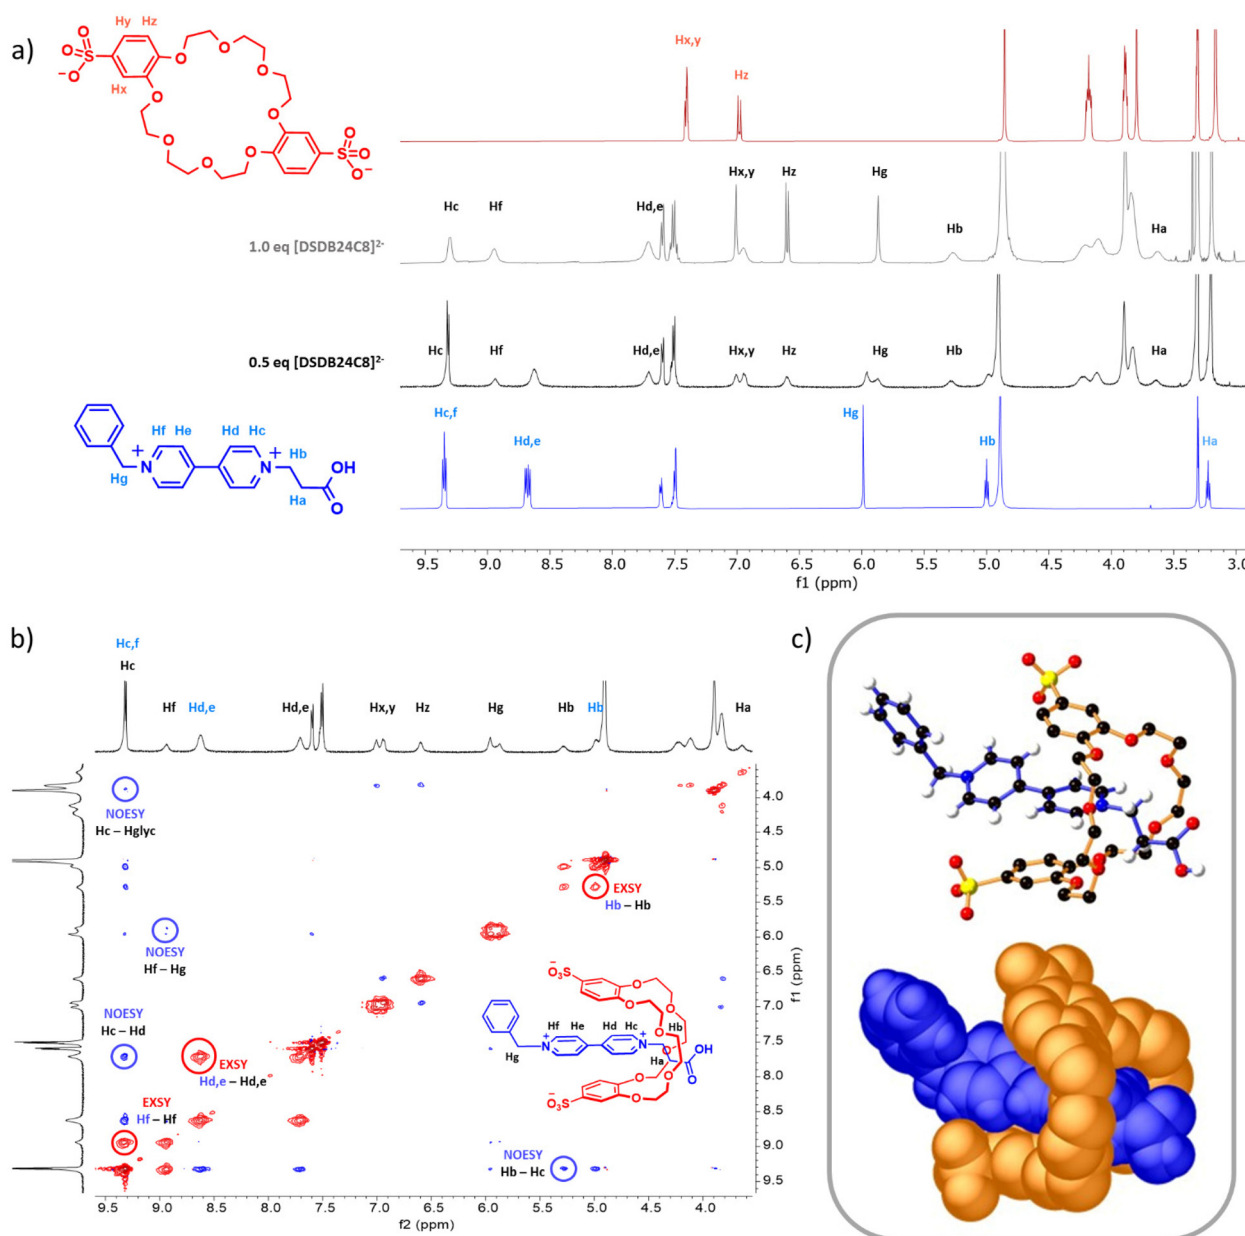 a)
Hy Hz
O
O S
⁻O
O O O O
Hx
O O O O
S O
O
O⁻
Hx,y
Hz
Hc Hf Hd,e Hx,y Hz Hg Hb Ha
1.0 eq [DSDB24C8]²⁻
Hc Hf Hd,e Hx,y Hz Hg Hb Ha
0.5 eq [DSDB24C8]²⁻
Hc,f Hd,e Hg Hb Ha
Hf He Hd Hc
+ + Hb
N N OH
Hg
Ha O
9.5 9.0 8.5 8.0 7.5 7.0 6.5 6.0 5.5 5.0 4.5 4.0 3.5 3.0
f1 (ppm)
b)
Hc,f
Hc
Hf Hd,e Hd,e Hx,y Hz Hg Hb Hb Ha
NOESY
Hc – Hglyc
EXSY
Hb – Hb
NOESY
Hf – Hg
NOESY
Hc – Hd
EXSY
Hd,e – Hd,e
EXSY
Hf – Hf
NOESY
Hb – Hc
⁻O₃S
O O
O O
Hf He Hd Hc Hb
+ +
N N OH
Hg Ha O
O O
⁻O₃S O O
4.0
4.5
5.0
5.5
6.0
6.5
7.0
7.5
8.0
8.5
9.0
9.5
f1 (ppm)
9.5 9.0 8.5 8.0 7.5 7.0 6.5 6.0 5.5 5.0 4.5 4.0
f2 (ppm)
c)